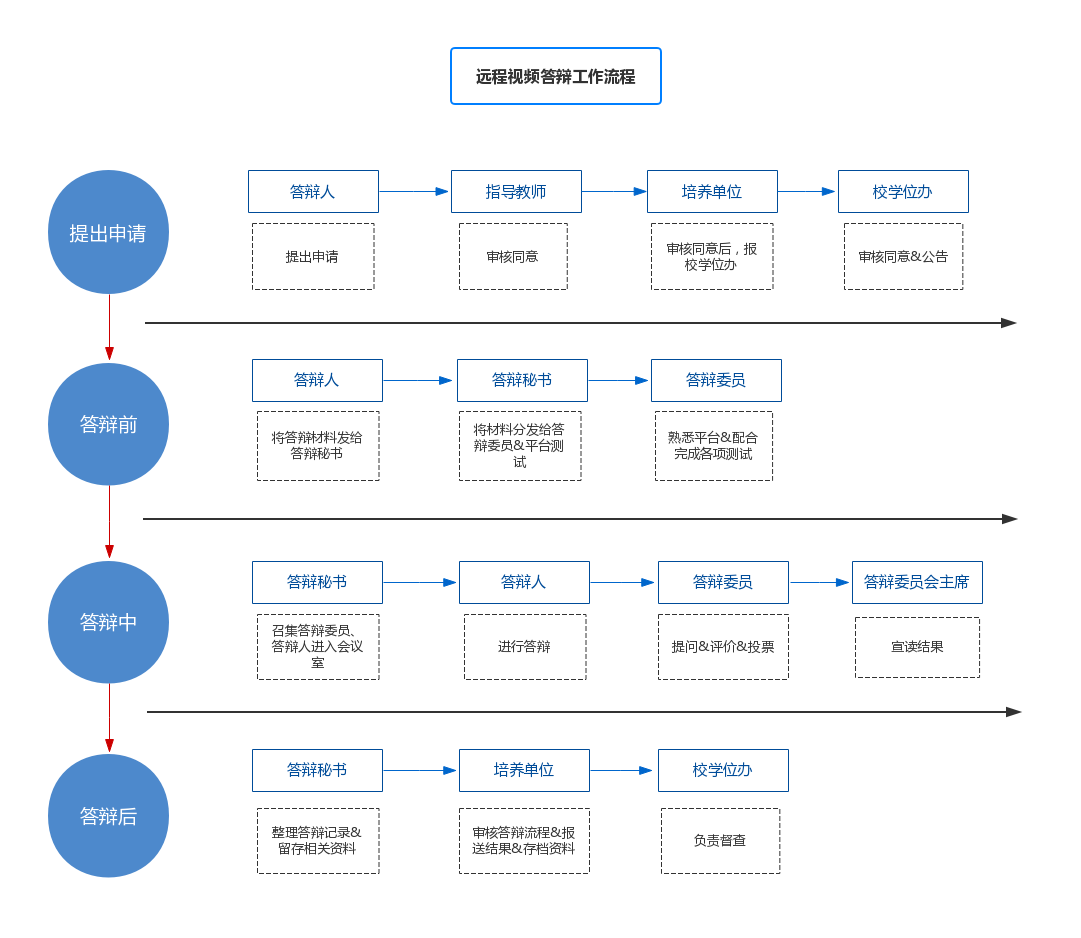 远程视频答辩工作流程
提出申请
答辩人
指导教师
培养单位
校学位办
提出申请
审核同意
审核同意后，报
校学位办
审核同意&公告
答辩前
答辩人
答辩秘书
答辩委员
将答辩材料发给
答辩秘书
将材料分发给答
辩委员&平台测
试
熟悉平台&配合
完成各项测试
答辩中
答辩秘书
答辩人
答辩委员
答辩委员会主席
召集答辩委员、
答辩人进入会议
室
进行答辩
提问&评价&投票
宣读结果
答辩后
答辩秘书
培养单位
校学位办
整理答辩记录&
留存相关资料
审核答辩流程&报
送结果&存档资料
负责督查